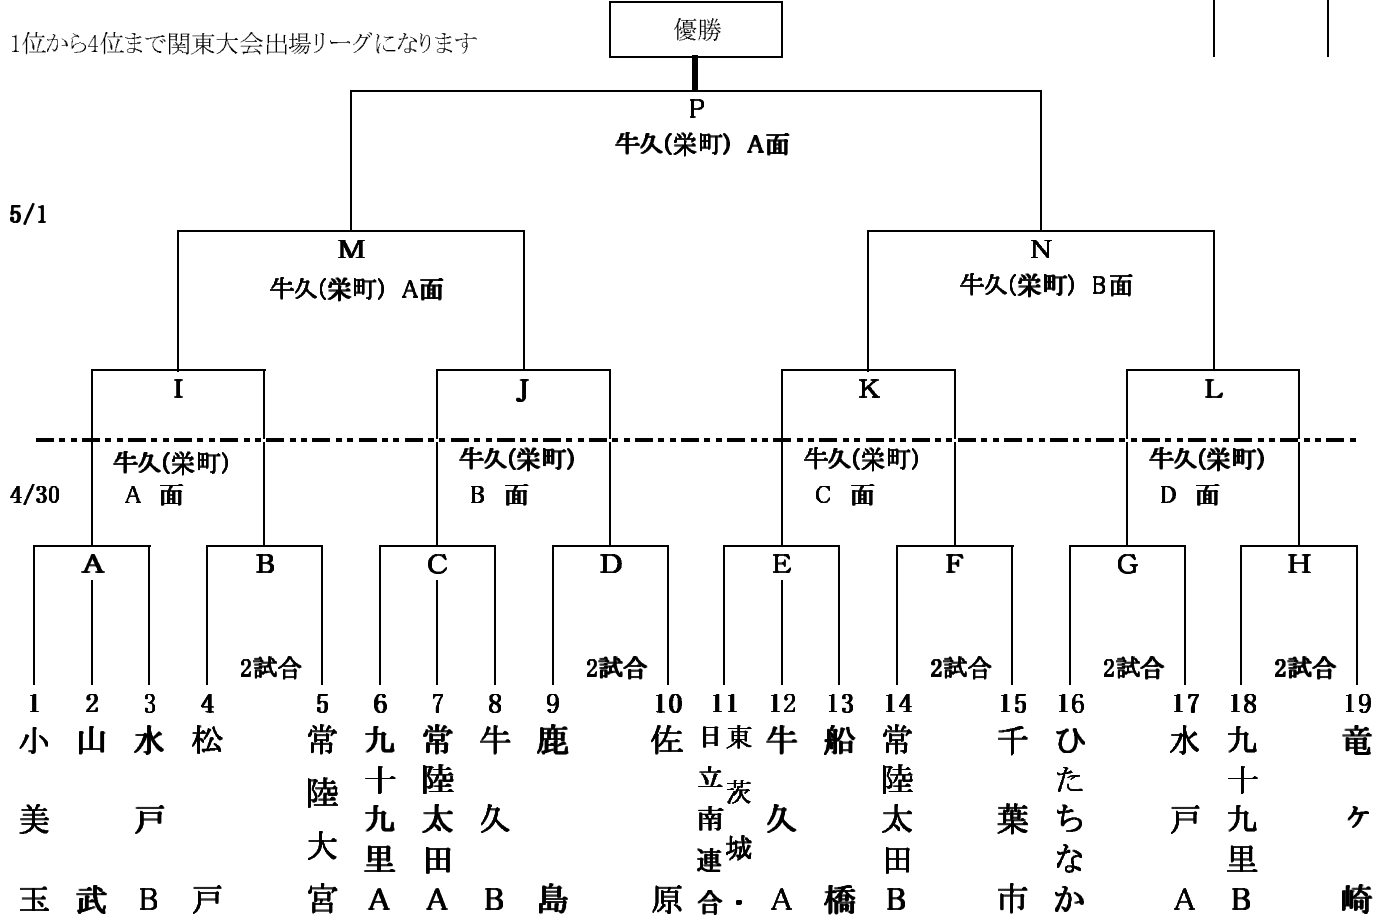 優勝
1位から4位まで関東大会出場リーグになります
P
牛久(栄町) A面
5/1
M
N
牛久(栄町) A面
牛久(栄町) B面
I
J
K
L
牛久(栄町)
牛久(栄町)
牛久(栄町)
牛久(栄町)
4/30
A 面
B 面
C 面
D 面
A
B
C
D
E
F
G
H
2試合
2試合
2試合
2試合
2試合
1
2
3
4
5
6
7
8
9
10
11
12
13
14
15
16
17
18
19
小美玉
山武
水戸B
松戸
常陸大宮
九十九里A
常陸太田A
牛久B
鹿島
佐原
東茨城・
日立南連合
牛久A
船橋
常陸太田B
千葉市
ひたちなか
水戸A
九十九里B
竜ヶ崎